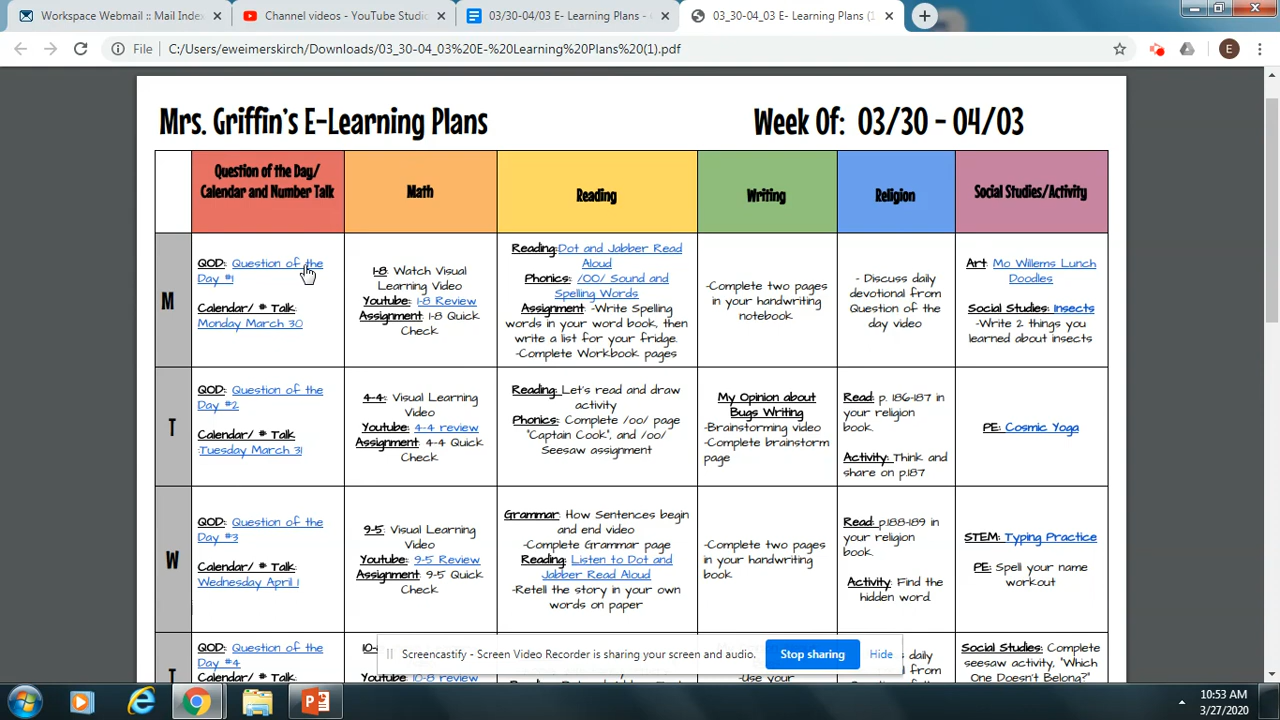 Workspace Webmail :: Mail Index
Channel videos - YouTube Studio
03/30-04/03 E- Learning Plans -
03_30-04_03 E- Learning Plans (1
File
C:/Users/eweimerskirch/Downloads/03_30-04_03%20E-%20Learning%20Plans%20(1).pdf
E
Mrs. Griffin's E-Learning Plans
Week Of: 03/30 - 04/03
Question of the Day/
Calendar and Number Talk
Math
Reading
Writing
Religion
Social Studies/Activity
M
QOD: Question of the
Day #1
Calendar/ # Talk:
Monday March 30
1-8: Watch Visual
Learning Video
Youtube: 1-8 Review
Assignment: 1-8 Quick
Check
Reading:Dot and Jabber Read
Aloud
Phonics: /OO/ Sound and
Spelling Words
Assignment: -Write Spelling
words in your word book, then
write a list for your fridge.
-Complete Workbook pages
-Complete two pages
in your handwriting
notebook.
- Discuss daily
devotional from
Question of the
day video
Art: Mo Willems Lunch
Doodles
Social Studies: Insects
-Write 2 things you
learned about insects
T
QOD: Question of the
Day #2
Calendar/ # Talk
:Tuesday March 31
4-4: Visual Learning
Video
Youtube: 4-4 review
Assignment: 4-4 Quick
Check
Reading: Let's read and draw
activity
Phonics: Complete /oo/ page
"Captain Cook", and /oo/
Seesaw assignment
My Opinion about
Bugs Writing
-Brainstorming video
-Complete brainstorm
page
Read: p. 186-187 in
your religion
book.
Activity: Think and
share on p.187
PE: Cosmic Yoga
W
QOD: Question of the
Day #3
Calendar/ # Talk:
Wednesday April 1
9-5: Visual Learning
Video
Youtube: 9-5 Review
Assignment: 9-5 Quick
Check
Grammar: How Sentences begin
and end video
-Complete Grammar page
Reading: Listen to Dot and
Jabber Read Aloud
-Retell the story in your own
words on paper
-Complete two pages
in your handwriting
book.
Read: p.188-189 in
your religion
book.
Activity: Find the
hidden word.
STEM: Typing Practice
PE: Spell your name
workout
T
QOD: Question of the
Day #4
Calendar/ # Talk:
Youtube: 10-8 review
-Use your
daily
from
Social Studies: Complete
seesaw activity, "Which
One Doesn't Belong?"
Screencastify - Screen Video Recorder is sharing your screen and audio.
Stop sharing
Hide
10:53 AM
3/27/2020